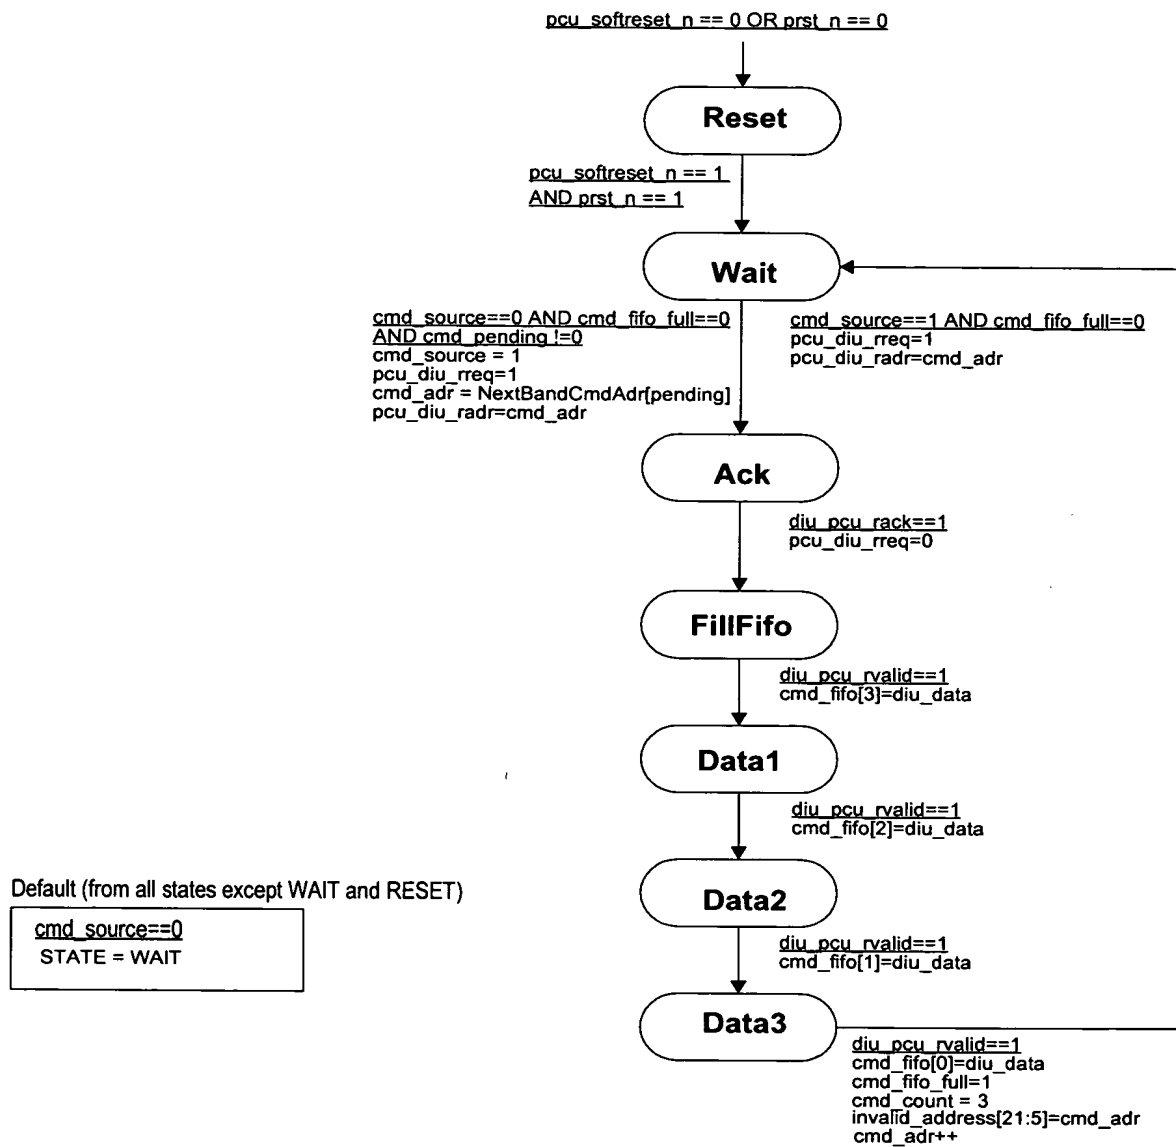 pcu_softreset_n == 0 OR prst_n == 0
Reset
pcu_softreset_n == 1
AND prst_n == 1
Wait
cmd_source==0 AND cmd_fifo_full==0
AND cmd_pending !=0
cmd_source = 1
pcu_diu_rreq=1
cmd_adr = NextBandCmdAdr[pending]
pcu_diu_radr=cmd_adr
cmd_source==1 AND cmd_fifo_full==0
pcu_diu_rreq=1
pcu_diu_radr=cmd_adr
Ack
diu_pcu_rack==1
pcu_diu_rreq=0
FillFifo
diu_pcu_rvalid==1
cmd_fifo[3]=diu_data
Data1
diu_pcu_rvalid==1
cmd_fifo[2]=diu_data
Data2
Default (from all states except WAIT and RESET)
cmd_source==0
STATE = WAIT
diu_pcu_rvalid==1
cmd_fifo[1]=diu_data
Data3
diu_pcu_rvalid==1
cmd_fifo[0]=diu_data
cmd_fifo_full=1
cmd_count = 3
invalid_address[21:5]=cmd_adr
cmd_adr++